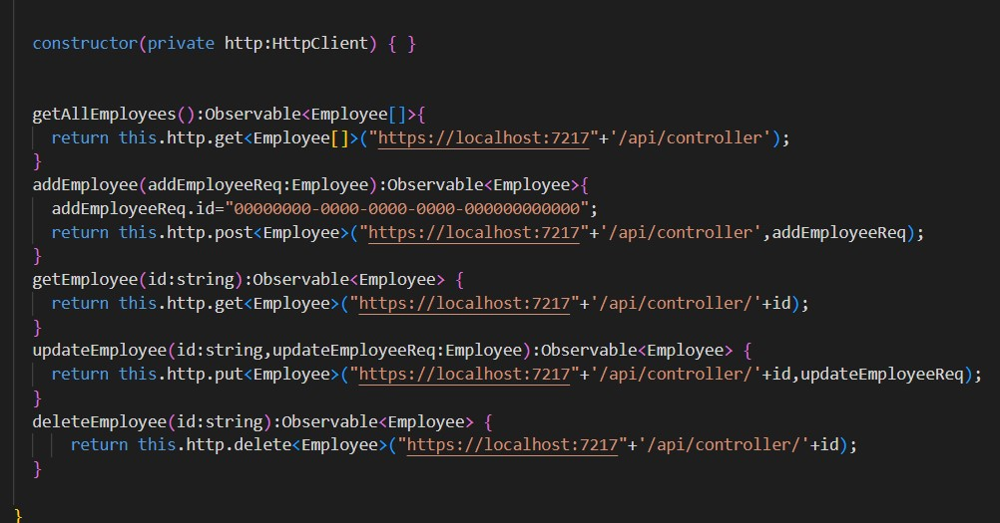 constructor(private http:HttpClient) { }
getAllEmployees():Observable<Employee[]>{
return this.http.get<Employee[]>("https://localhost:7217"+'/api/controller');
}
addEmployee(addEmployeeReq:Employee):Observable<Employee>{
addEmployeeReq.id="00000000-0000-0000-0000-000000000000";
return this.http.post<Employee>("https://localhost:7217"+'/api/controller',addEmployeeReq);
}
getEmployee(id:string):Observable<Employee> {
return this.http.get<Employee>("https://localhost:7217"+'/api/controller/'+id);
}
updateEmployee(id:string,updateEmployeeReq:Employee):Observable<Employee> {
return this.http.put<Employee>("https://localhost:7217"+'/api/controller/'+id,updateEmployeeReq);
}
deleteEmployee(id:string):Observable<Employee> {
return this.http.delete<Employee>("https://localhost:7217"+'/api/controller/'+id);
}
}